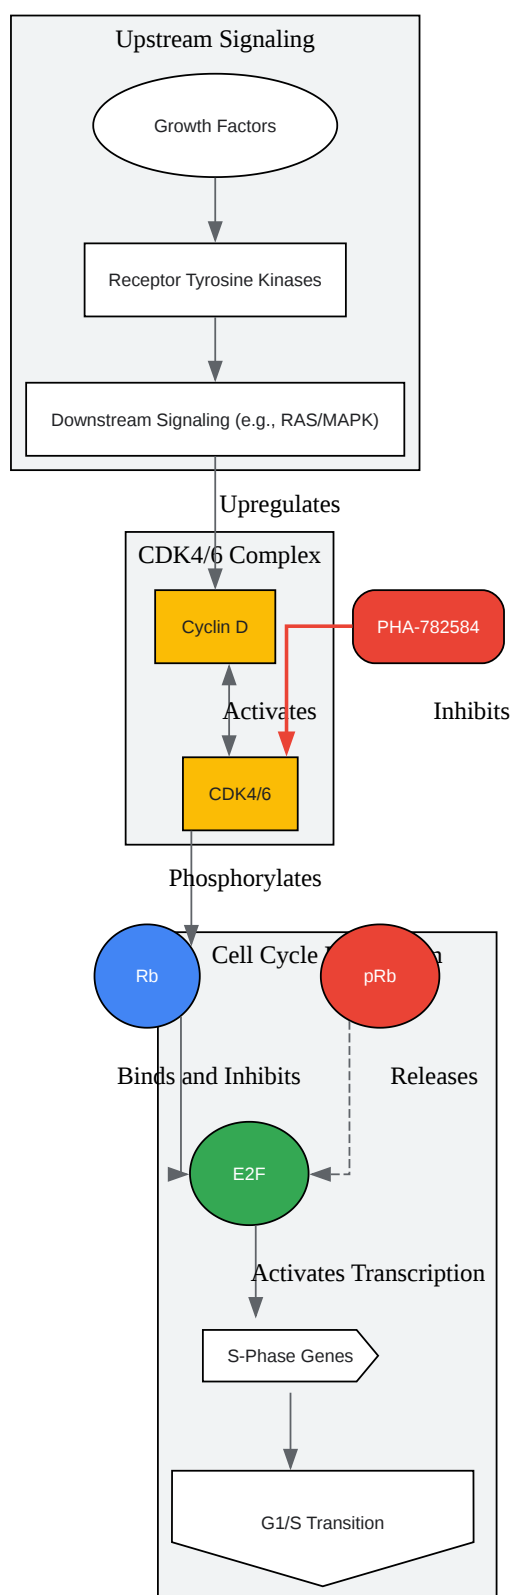 Upstream Signaling
Growth Factors
Receptor Tyrosine Kinases
Downstream Signaling (e.g., RAS/MAPK)
Upregulates
CDK4/6 Complex
Cyclin D
PHA-782584
Activates
Inhibits
CDK4/6
Phosphorylates
Cell Cycle
Rb
pRb
Binds and Inhibits
Releases
E2F
Activates Transcription
S-Phase Genes
G1/S Transition